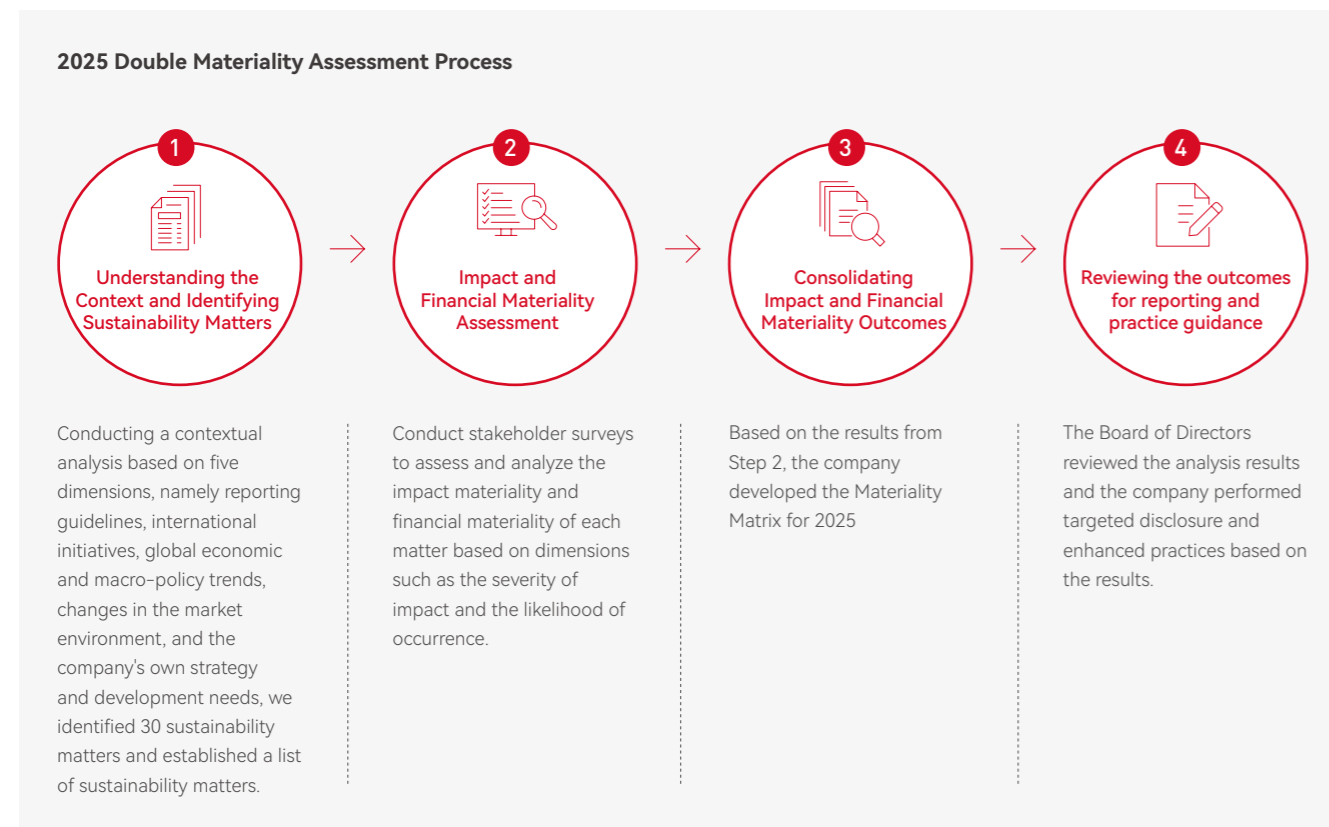 2025 Double Materiality Assessment Process
1
Understanding the
Context and Identifying
Sustainability Matters
Conducting a contextual
analysis based on five
dimensions, namely reporting
guidelines, international
initiatives, global economic
and macro-policy trends,
changes in the market
environment, and the
company's own strategy
and development needs, we
identified 30 sustainability
matters and established a list
of sustainability matters.
2
Impact and
Financial Materiality
Assessment
Conduct stakeholder surveys
to assess and analyze the
impact materiality and
financial materiality of each
matter based on dimensions
such as the severity of
impact and the likelihood of
occurrence.
3
Consolidating
Impact and Financial
Materiality Outcomes
Based on the results from
Step 2, the company
developed the Materiality
Matrix for 2025
4
Reviewing the outcomes
for reporting and
practice guidance
The Board of Directors
reviewed the analysis results
and the company performed
targeted disclosure and
enhanced practices based on
the results.